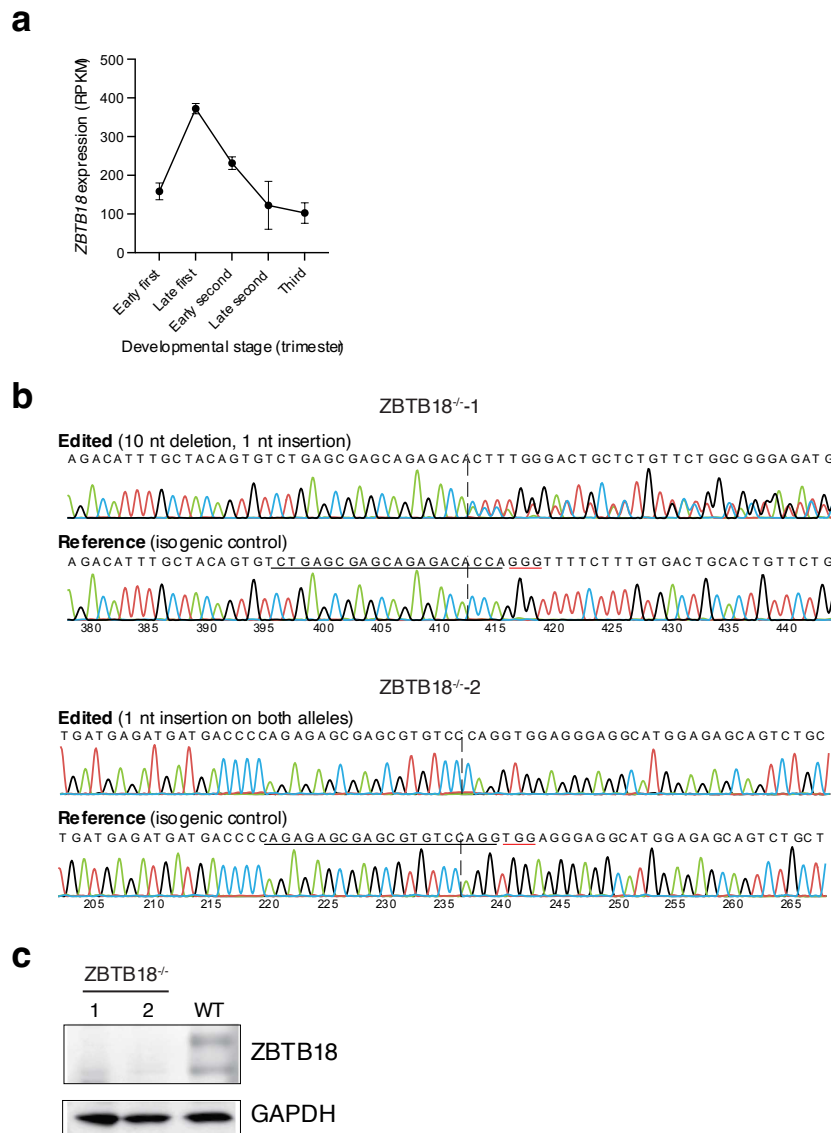 a
500
400
300
200
100
0
ZBTB18 expression (RPKM)
Early first
Late first
Early second
Late second
Third
Developmental stage (trimester)
b
ZBTB18-/--1
Edited (10 nt deletion, 1 nt insertion)
A G A C A T T T G C T A C A G T G T C T G A G C G A G C A G A G A C A C T T T G G G A C T G C T C T G T T C T G G C G G G A G A T G
Reference (isogenic control)
A G A C A T T T G C T A C A G T G T C T G A G C G A G C A G A G A C A C C A G G G T T T T C T T T G T G A C T G C A C T G T T C T G
380 385 390 395 400 405 410 415 420 425 430 435 440
ZBTB18-/--2
Edited (1 nt insertion on both alleles)
T G A T G A G A T G A T G A C C C C A G A G A G C G A G C G T G T C C C A G G T G G A G G G A G G C A T G G A G A G C A G T C T G C
Reference (isogenic control)
T G A T G A G A T G A T G A C C C C A G A G A G C G A G C G T G T C C A G G T G G A G G G A G G C A T G G A G A G C A G T C T G C T
205 210 215 220 225 230 235 240 245 250 255 260 265
c
ZBTB18-/-
1 2 WT
ZBTB18
GAPDH